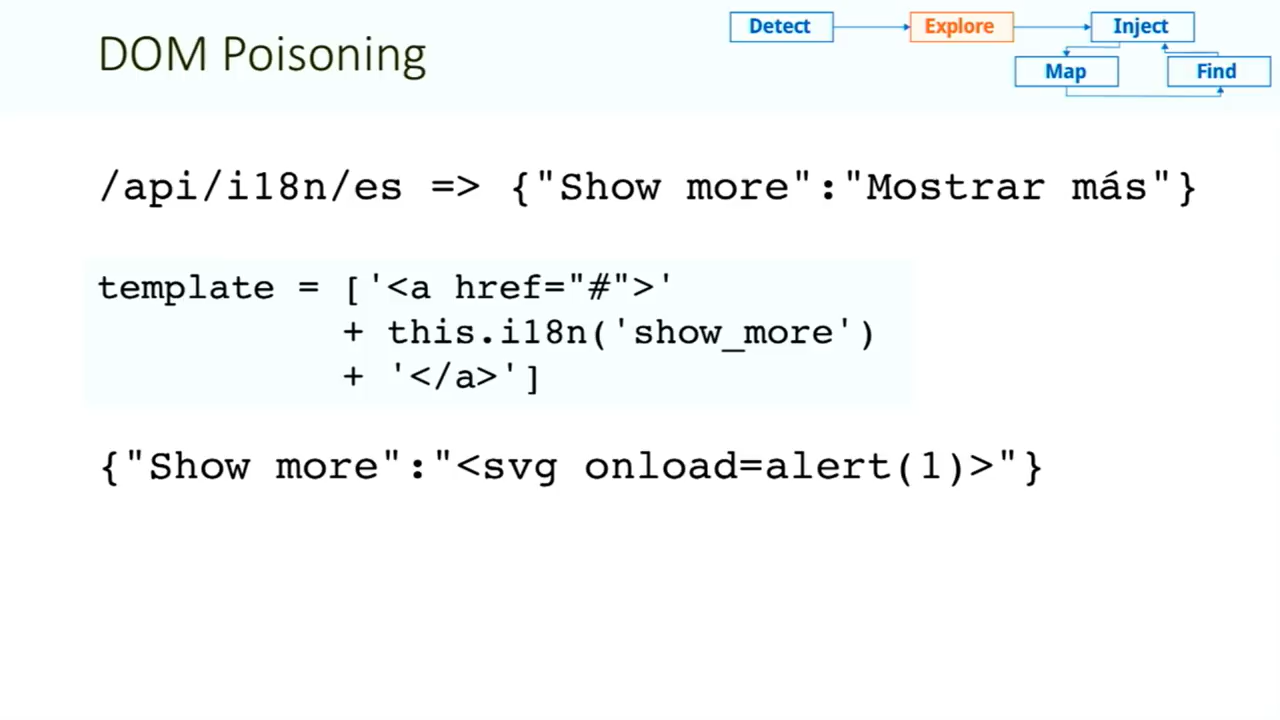 DOM Poisoning
Detect
Explore
Inject
Map
Find
/api/i18n/es => {"Show more":"Mostrar más"}
template = ['<a href="#">'
+ this.i18n('show_more')
+ '</a>']
{"Show more":"<svg onload=alert(1)>"}